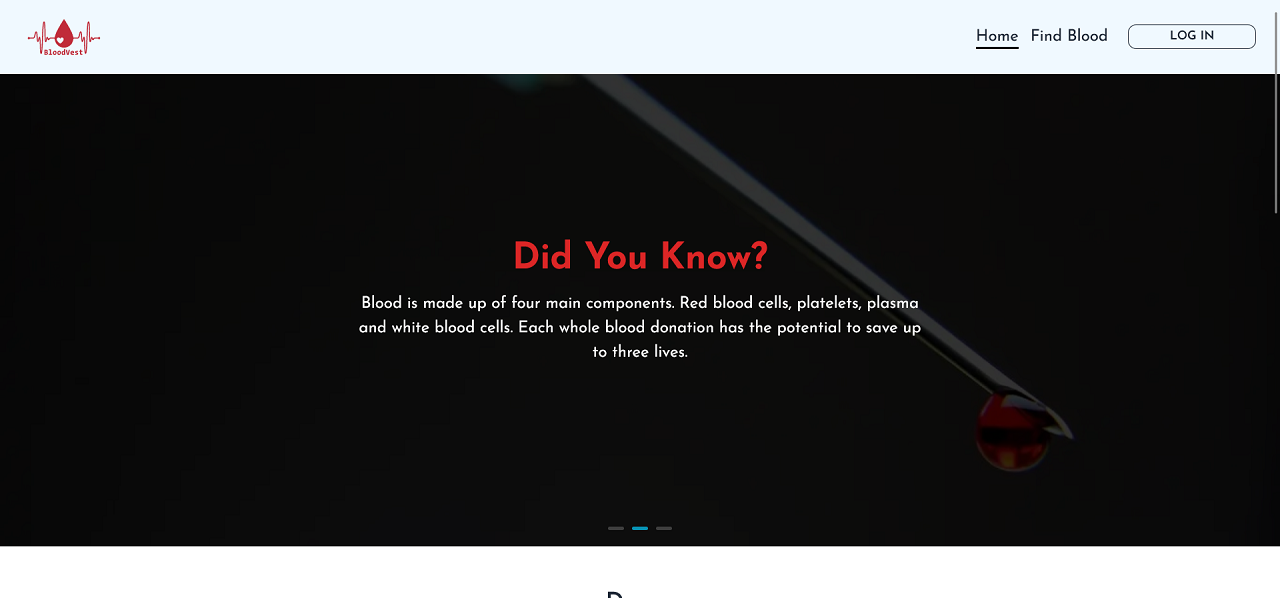 BloodVest
Home
Find Blood
LOG IN
Did You Know?
Blood is made up of four main components. Red blood cells, platelets, plasma
and white blood cells. Each whole blood donation has the potential to save up
to three lives.